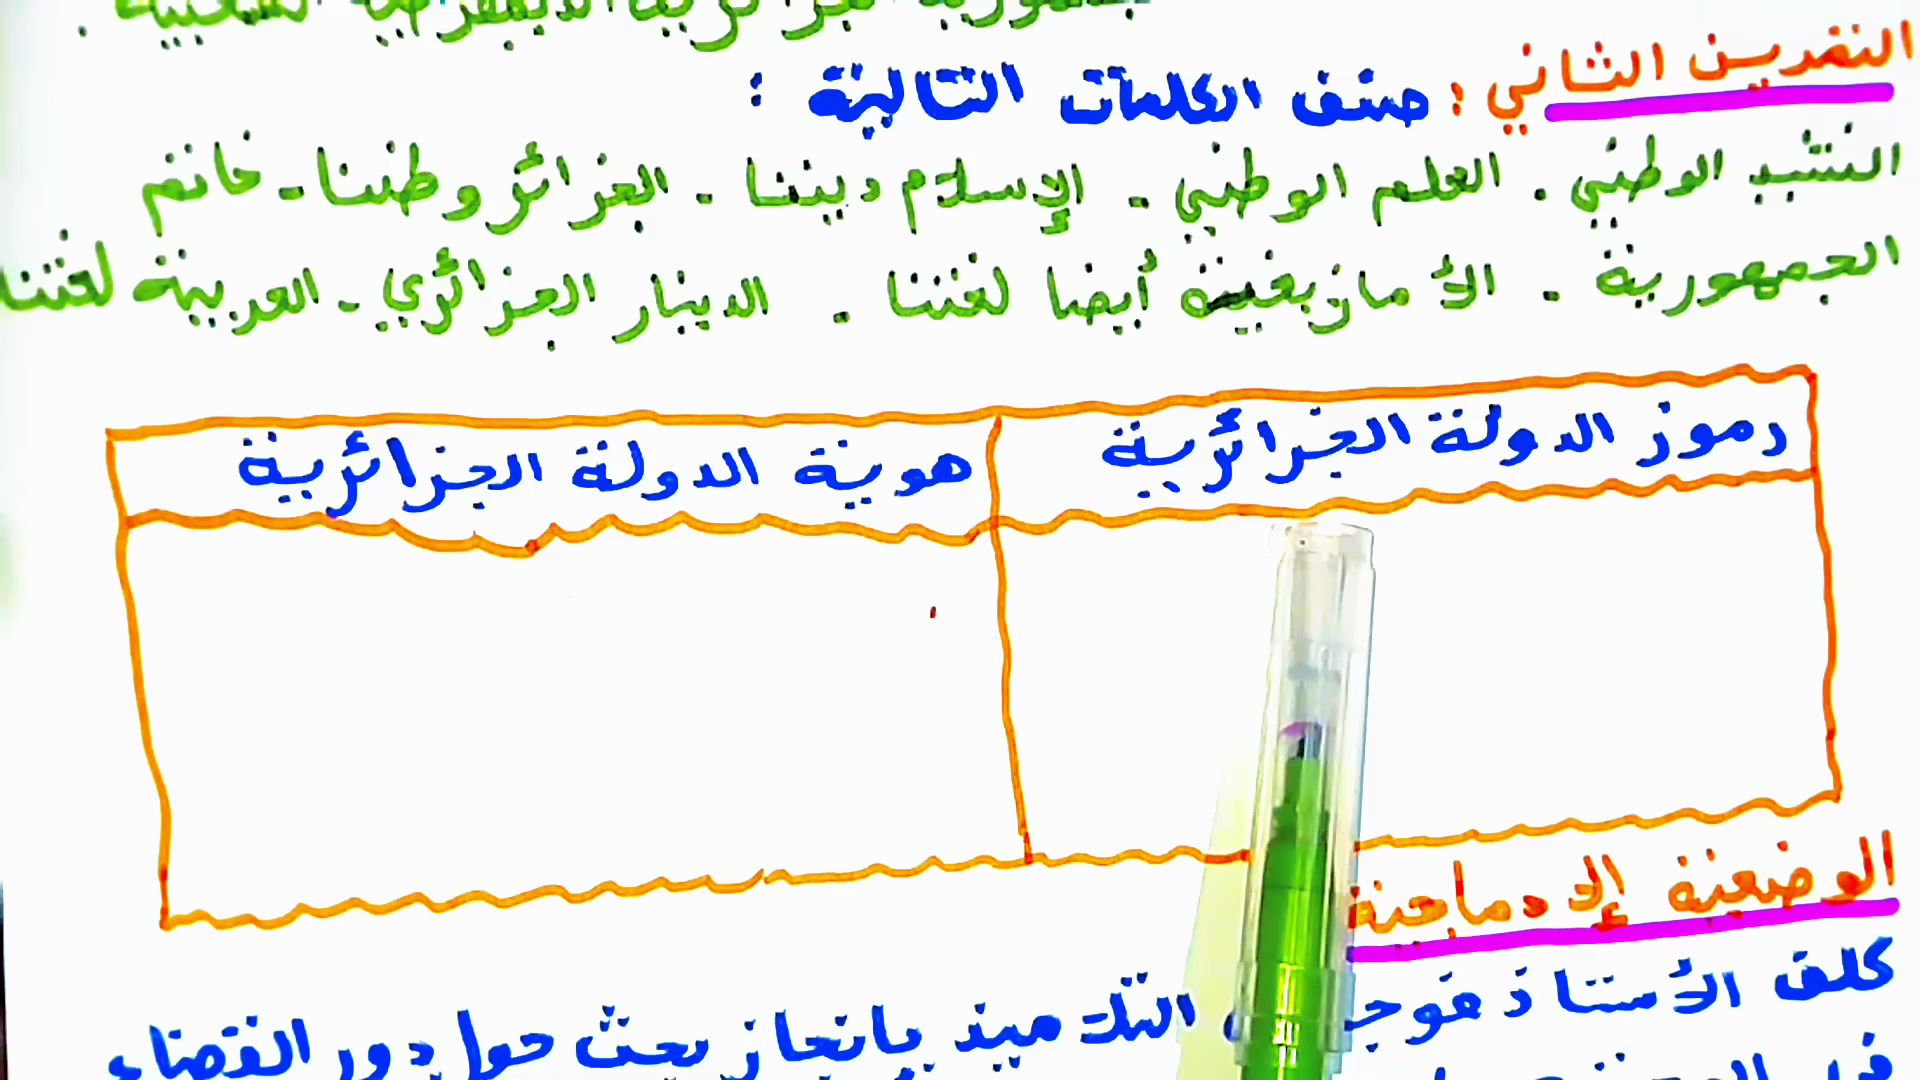 التمرين الثاني : صنف الكلمات التالية :
النشيد الوطني . العلم الوطني - الإسلام ديننا - الجزائر وطننا - خاتم
الجمهورية - الأمازيغية أيضا لغتنا - الدينار الجزائري - العربية لغتنا
رموز الدولة الجزائرية
هوية الدولة الجزائرية
الوضعية الإدماجية
كلف الأستاذ فوج التلاميذ بإنجاز بحث حول دور القضاء